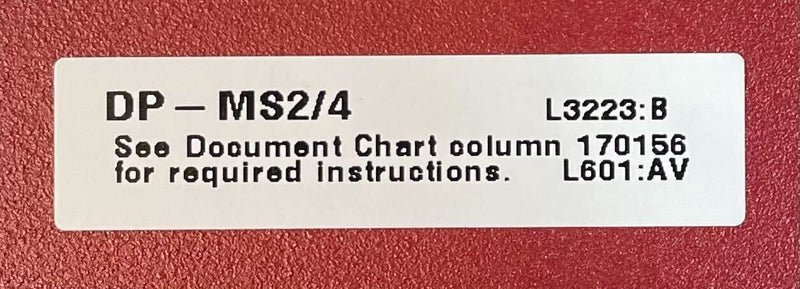 DP – MS2/4 L3223:B
See Document Chart column 170156
for required instructions. L601:AV